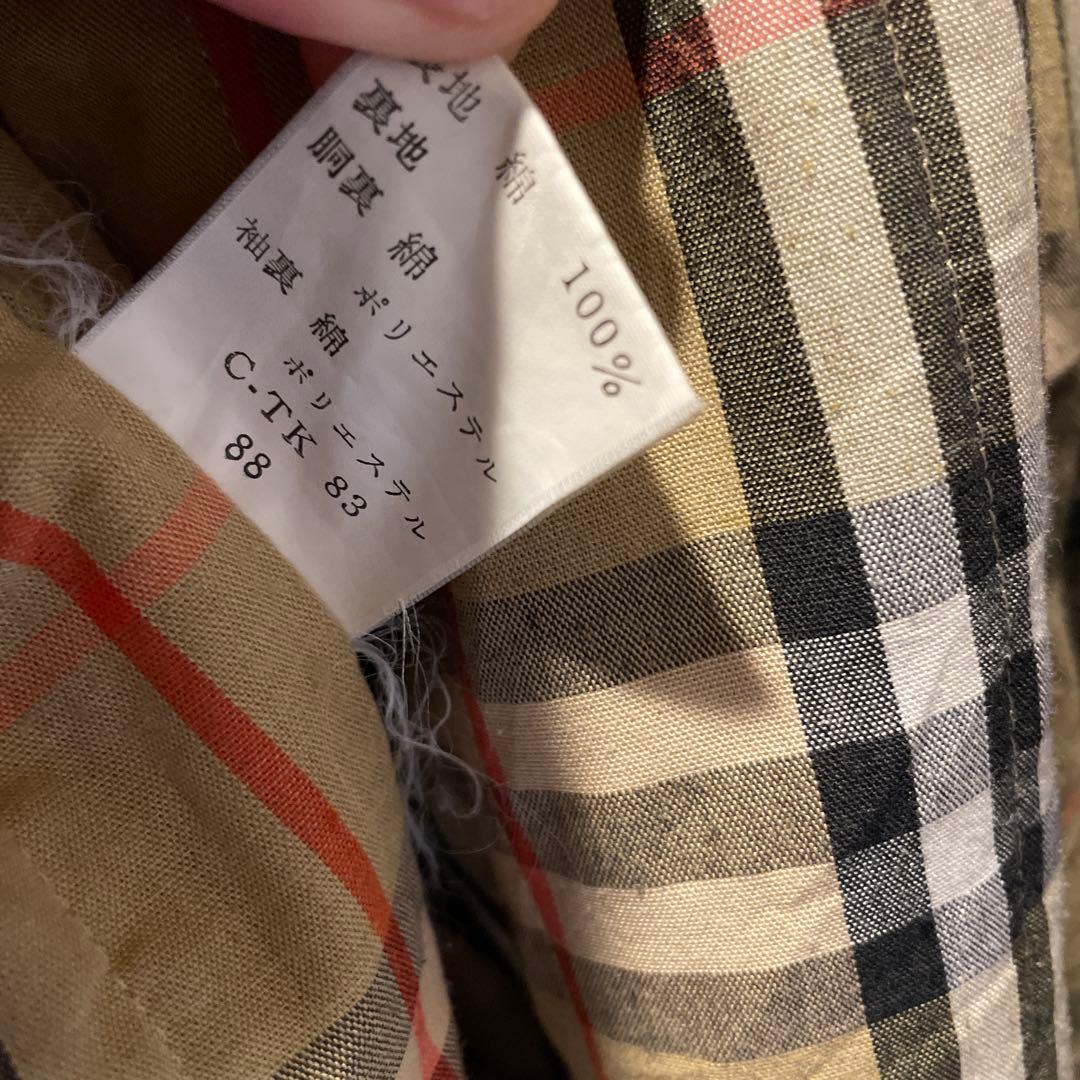 表地 綿 100%
裏地
胴裏 綿
ポリエステル
袖裏 綿
ポリエステル
C-TK 83
88